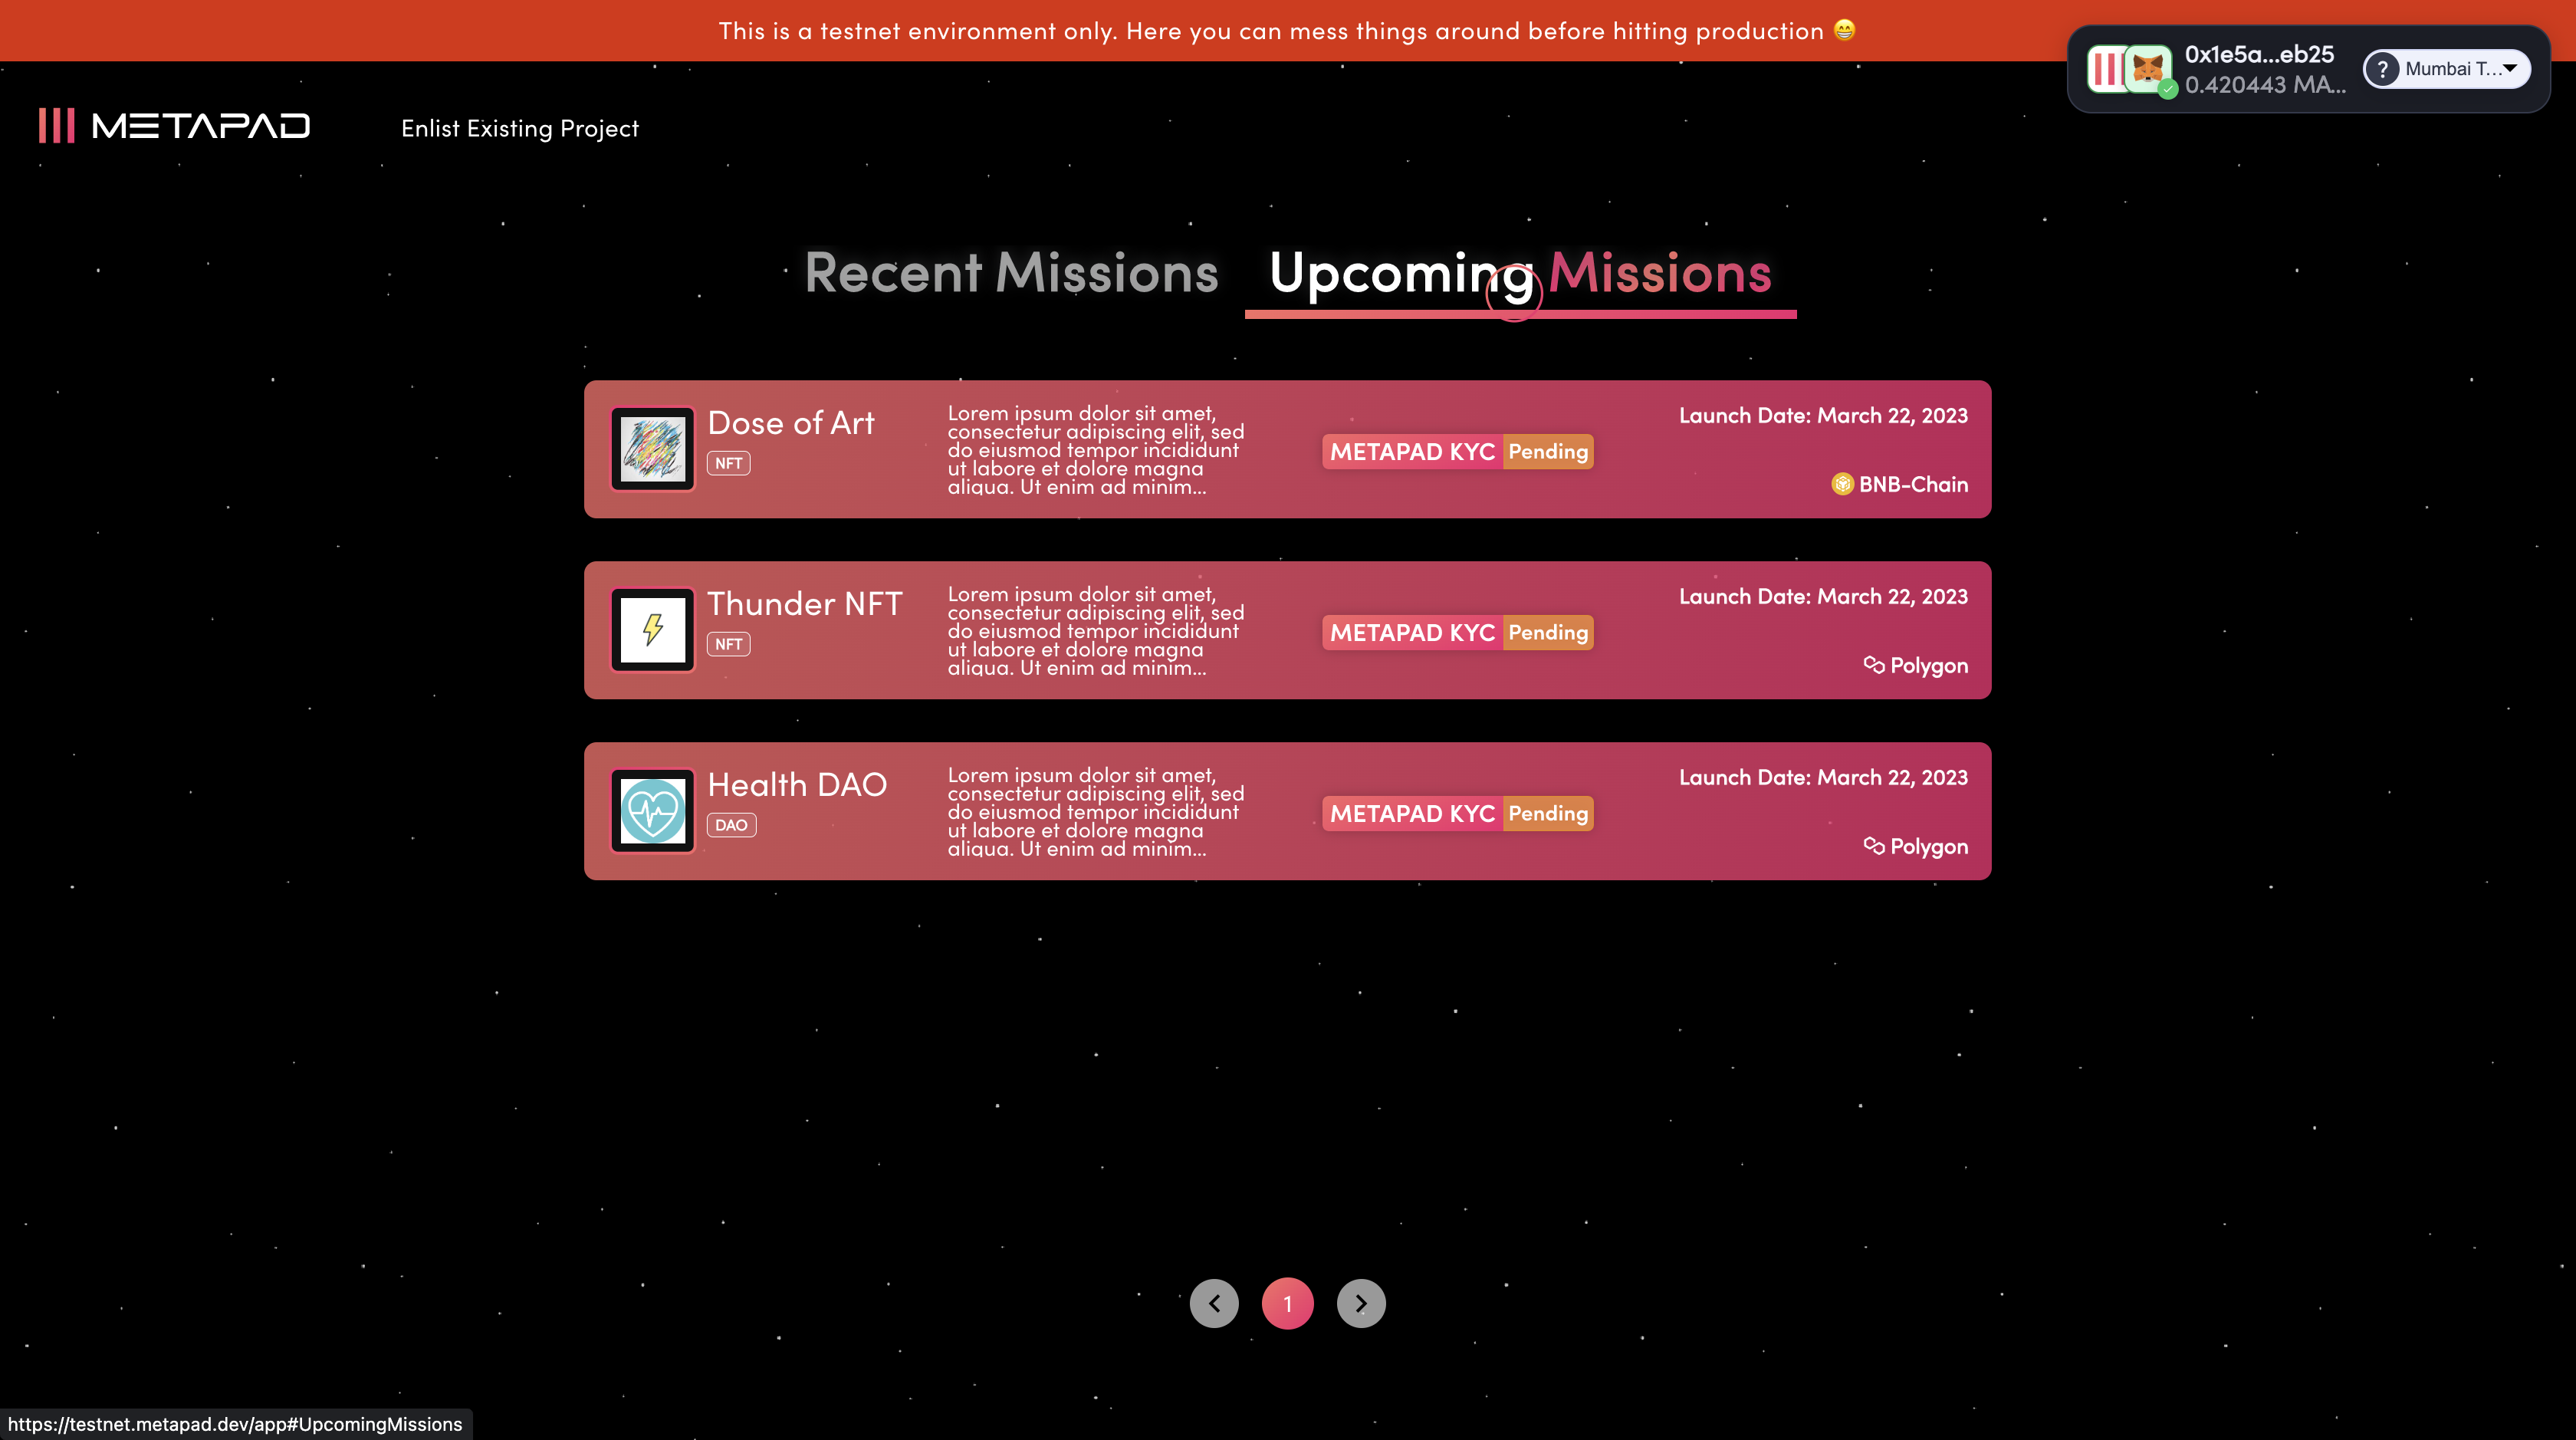 This is a testnet environment only. Here you can mess things around before hitting production 😁
0x1e5a...eb25
0.420443 MA...
? Mumbai T...
METAPAD
Enlist Existing Project
Recent Missions
Upcoming Missions
Dose of Art
NFT
Lorem ipsum dolor sit amet,
consectetur adipiscing elit, sed
do eiusmod tempor incididunt
ut labore et dolore magna
aliqua. Ut enim ad minim...
METAPAD KYC Pending
Launch Date: March 22, 2023
BNB-Chain
Thunder NFT
NFT
Lorem ipsum dolor sit amet,
consectetur adipiscing elit, sed
do eiusmod tempor incididunt
ut labore et dolore magna
aliqua. Ut enim ad minim...
METAPAD KYC Pending
Launch Date: March 22, 2023
Polygon
Health DAO
DAO
Lorem ipsum dolor sit amet,
consectetur adipiscing elit, sed
do eiusmod tempor incididunt
ut labore et dolore magna
aliqua. Ut enim ad minim...
METAPAD KYC Pending
Launch Date: March 22, 2023
Polygon
1
https://testnet.metapad.dev/app#UpcomingMissions